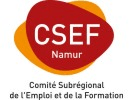 CSEF
Namur
Comité Subrégional
de l'Emploi et de la Formation